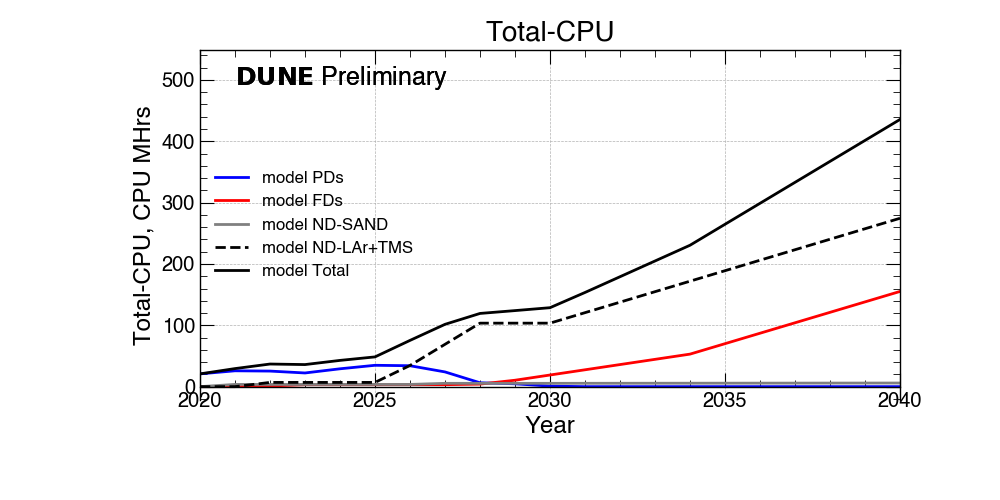 Total-CPU
DUNE Preliminary
Total-CPU, CPU MHrs
500
400
300
200
100
0
model PDs
model FDs
model ND-SAND
model ND-LAr+TMS
model Total
2020 2025 2030 2035 2040
Year